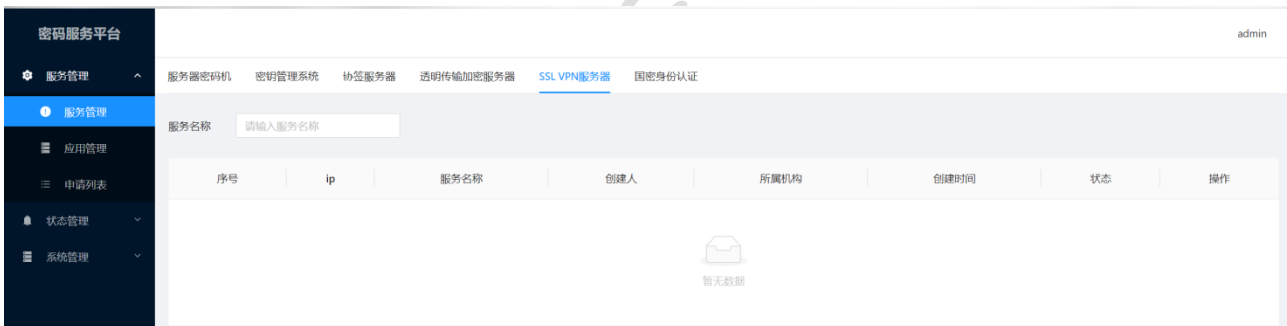 密码服务平台
admin
服务管理
服务器密码机 密钥管理系统 协签服务器 透明传输加密服务器 SSL VPN服务器 国密身份认证
服务管理
服务名称 请输入服务名称
应用管理
申请列表
序号 ip 服务名称 创建人 所属机构 创建时间 状态 操作
状态管理
系统管理
暂无数据